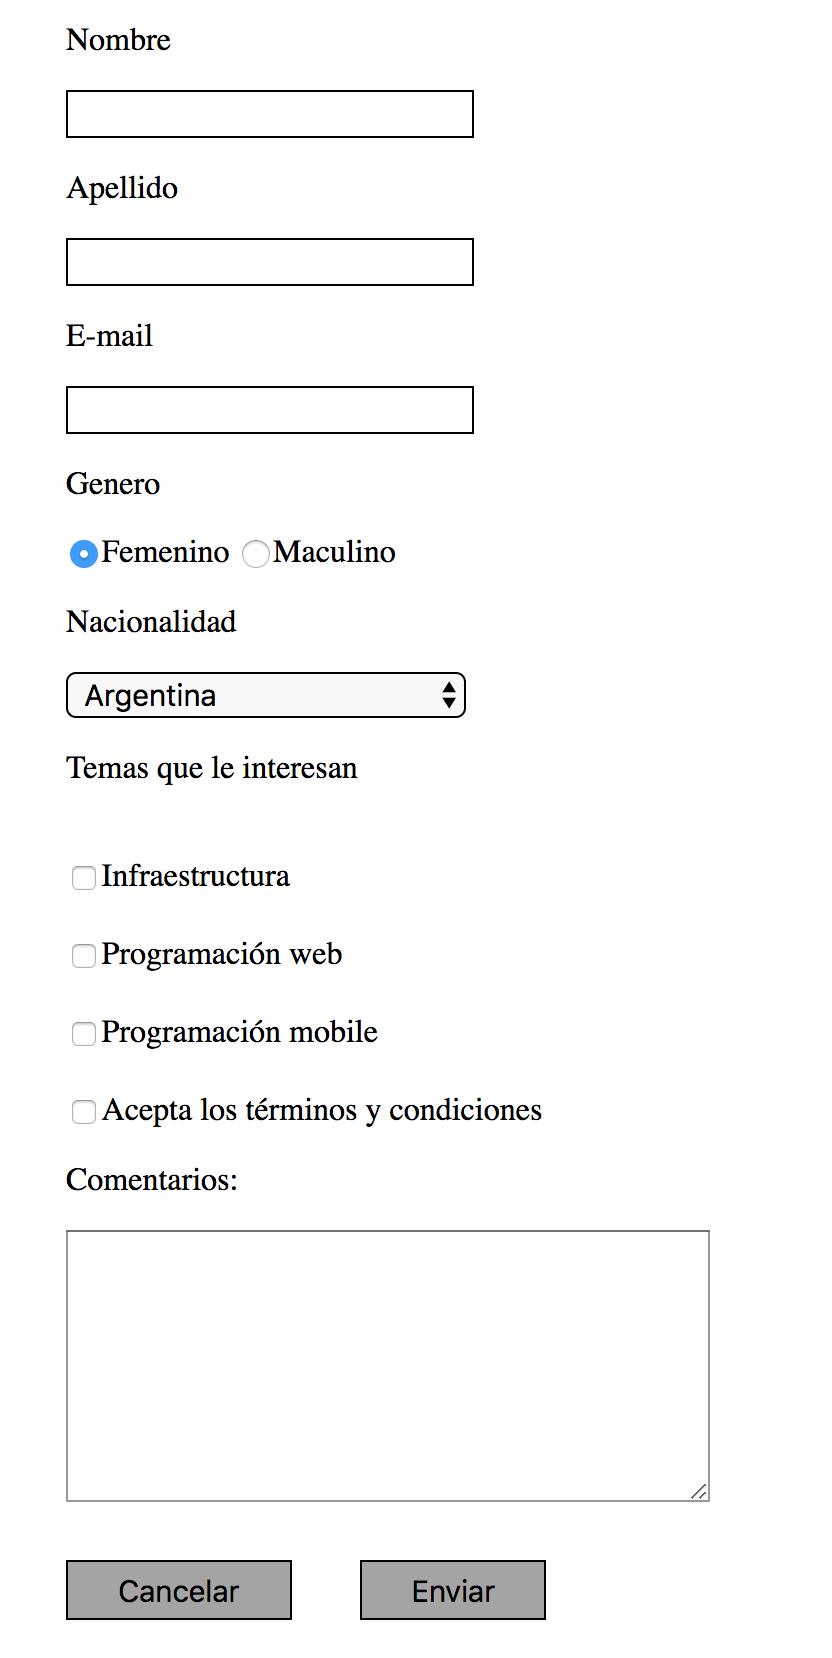 Nombre
Apellido
E-mail
Genero
Femenino Maculino
Nacionalidad
Argentina
Temas que le interesan
Infraestructura
Programación web
Programación mobile
Acepta los términos y condiciones
Comentarios:
Cancelar Enviar